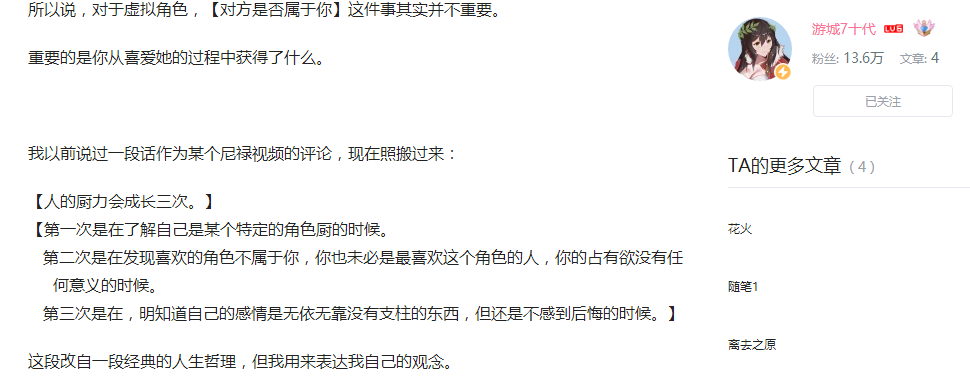 所以说，对于虚拟角色，【对方是否属于你】这件事其实并不重要。
重要的是你从喜爱她的过程中获得了什么。
我以前说过一段话作为某个尼禄视频的评论，现在照搬过来：
【人的厨力会成长三次。】
【第一次是在了解自己是某个特定的角色厨的时候。
第二次是在发现喜欢的角色不属于你，你也未必是最喜欢这个角色的人，你的占有欲没有任
何意义的时候。
第三次是在，明知道自己的感情是无依无靠没有支柱的东西，但还是不感到后悔的时候。】
这段改自一段经典的人生哲理，但我用来表达我自己的观念。
游城7十代 LV6
粉丝: 13.6万 文章: 4
已关注
TA的更多文章（4）
花火
随笔1
离去之原